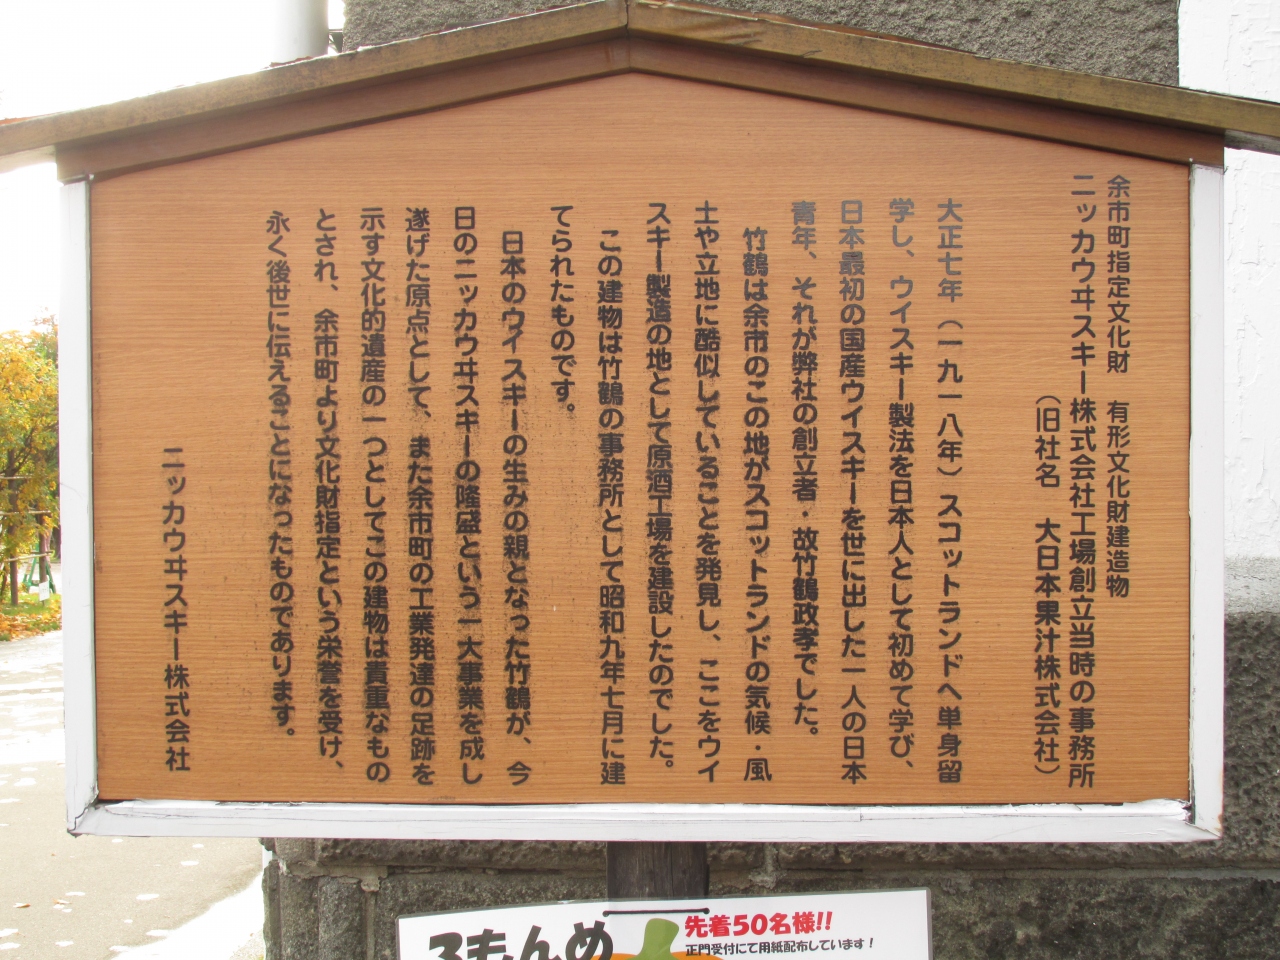 余市町指定文化財　有形文化財建造物
ニッカウヰスキー株式会社工場創立当時の事務所
（旧社名　大日本果汁株式会社）
大正七年（一九一八年）スコットランドへ単身留
学し、ウイスキー製法を日本人として初めて学び、
日本最初の国産ウイスキーを世に出した一人の日本
青年、それが弊社の創立者・故竹鶴政孝でした。
竹鶴は余市のこの地がスコットランドの気候・風
土や立地に酷似していることを発見し、ここをウイ
スキー製造の地として原酒工場を建設したのでした。
この建物は竹鶴の事務所として昭和九年七月に建
てられたものです。
日本のウイスキーの生みの親となった竹鶴が、今
日のニッカウヰスキーの隆盛という一大事業を成し
遂げた原点として、また余市町の工業発達の足跡を
示す文化的遺産の一つとしてこの建物は貴重なもの
とされ、余市町より文化財指定という栄誉を受け、
永く後世に伝えることになったものであります。
ニッカウヰスキー株式会社
先着50名様!!
正門受付にて用紙配布しています！